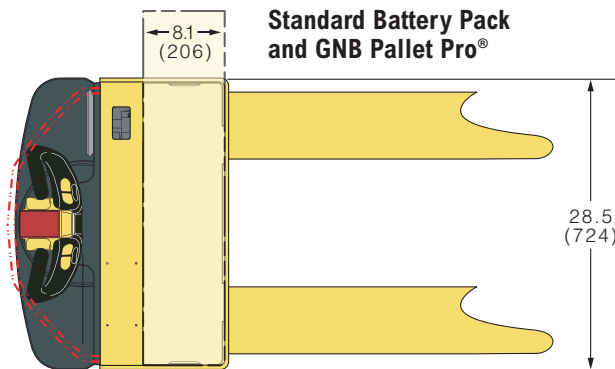 8.1
(206)
Standard Battery Pack
and GNB Pallet Pro®
28.5
(724)